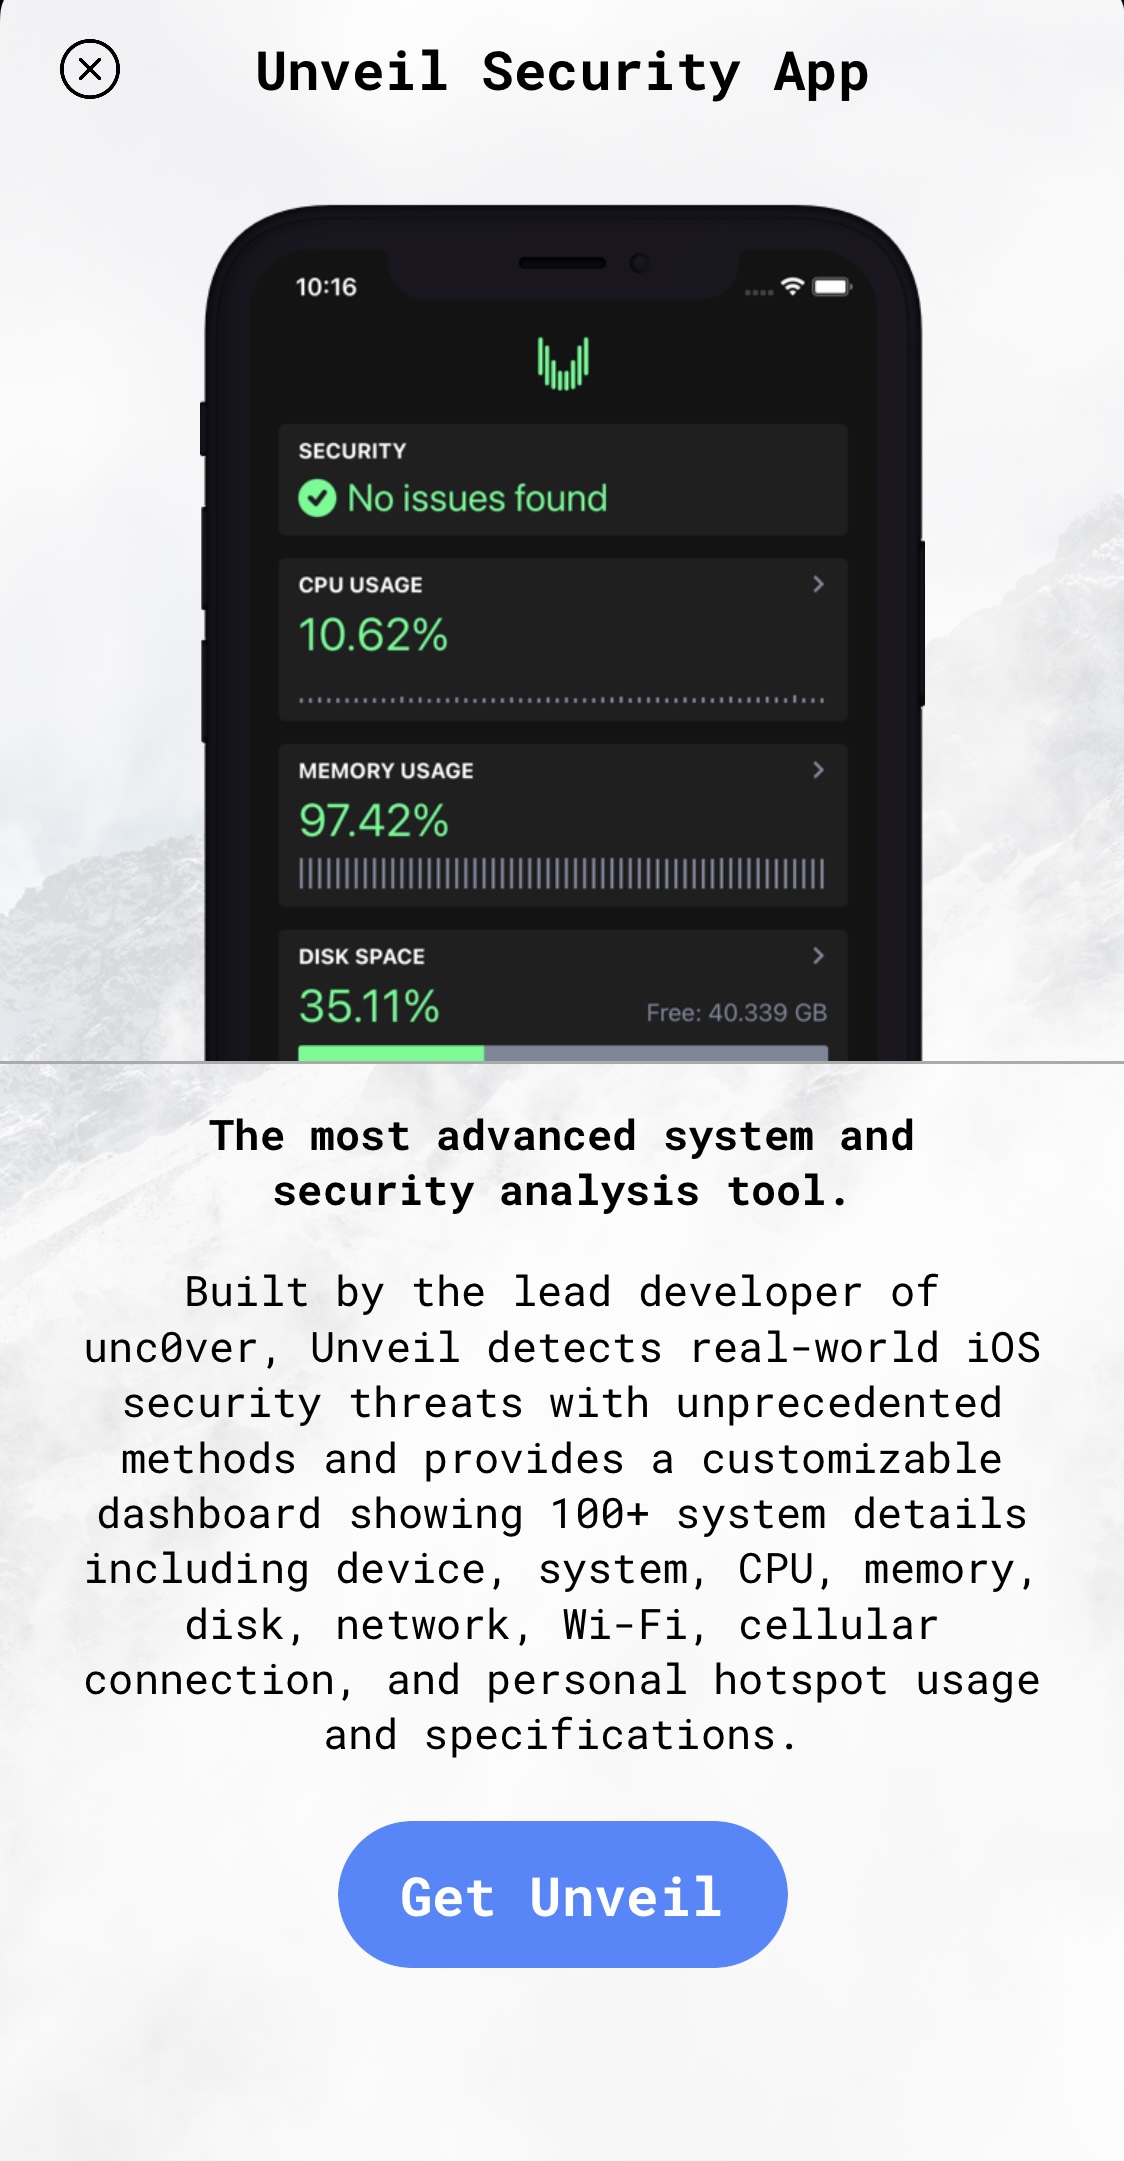 Unveil Security App
10:16
SECURITY
No issues found
CPU USAGE
10.62%
MEMORY USAGE
97.42%
DISK SPACE
35.11%
Free: 40.339 GB
The most advanced system and
security analysis tool.
Built by the lead developer of
unc0ver, Unveil detects real-world iOS
security threats with unprecedented
methods and provides a customizable
dashboard showing 100+ system details
including device, system, CPU, memory,
disk, network, Wi-Fi, cellular
connection, and personal hotspot usage
and specifications.
Get Unveil